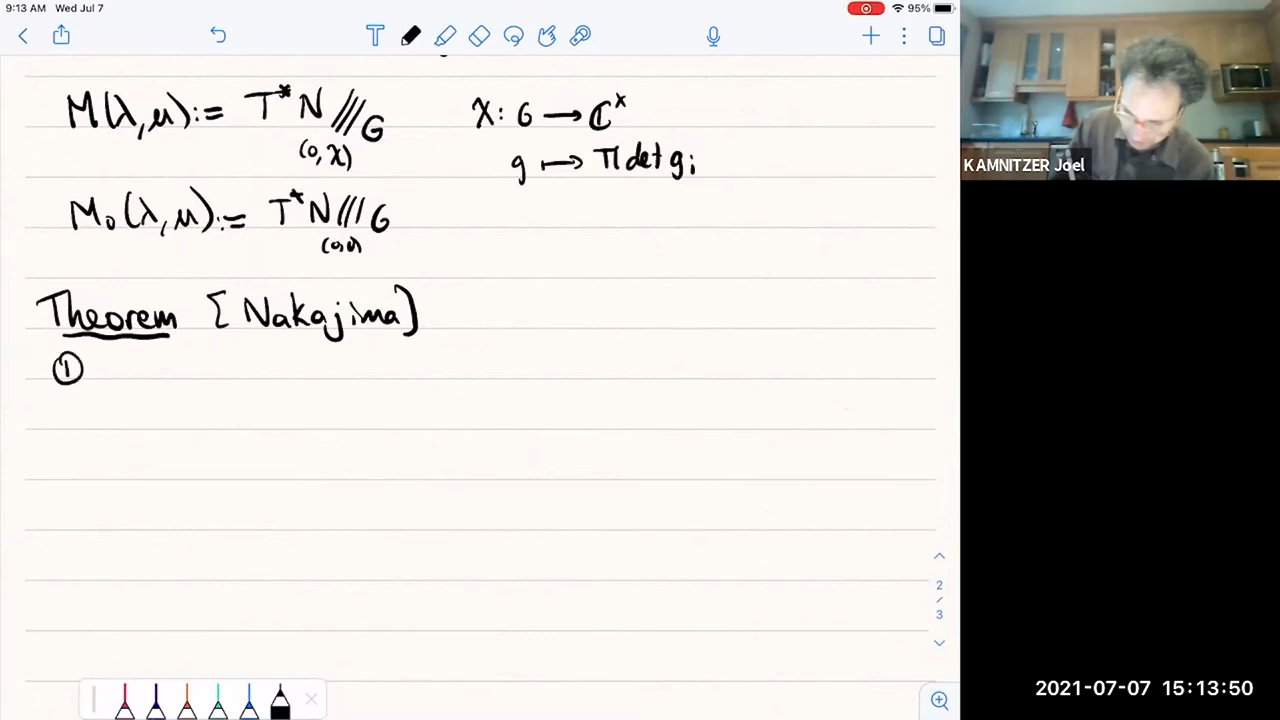 9:13 AM Wed Jul 7
95%
M(λ,μ) := T*N///G χ: G → ℂ^×
(0,χ) g ↦ Π det gᵢ
M₀(λ,μ) := T*N///G
(0,0)
Theorem [Nakajima]
①
2
/
3
KAMNITZER Joel
2021-07-07 15:13:50